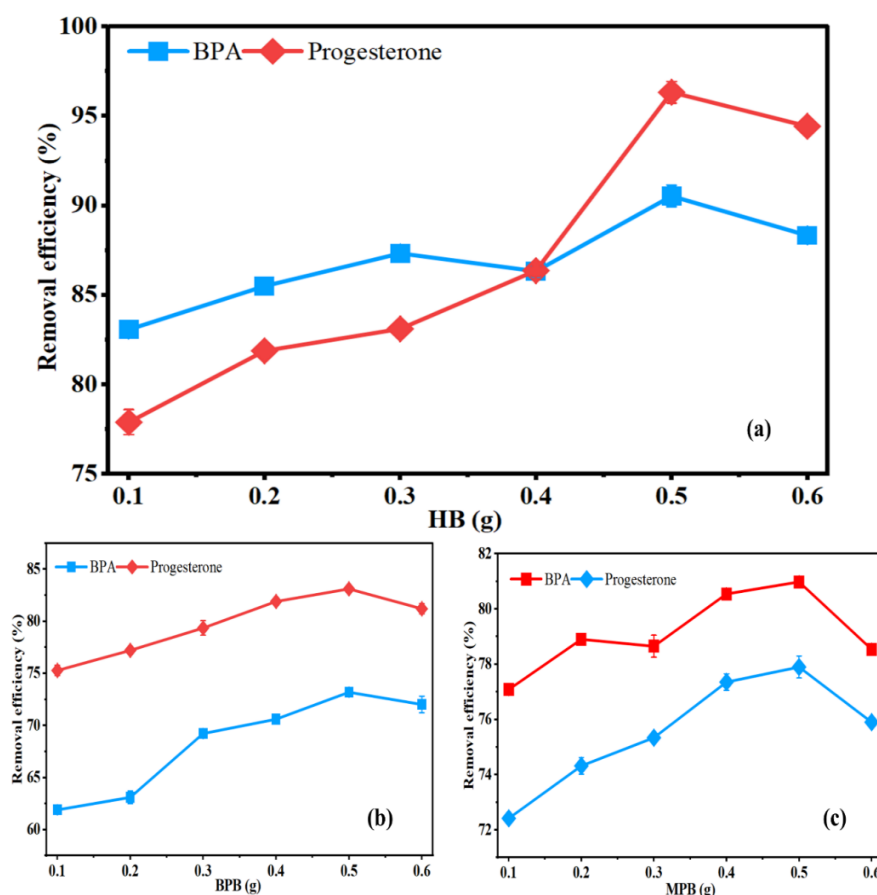 100
BPA Progesterone
95
90
85
80
75
Removal efficiency (%)
(a)
0.1 0.2 0.3 0.4 0.5 0.6
HB (g)
85
BPA Progesterone
80
75
70
65
60
Removal efficiency (%)
(b)
0.1 0.2 0.3 0.4 0.5 0.6
BPB (g)
82
BPA Progesterone
80
78
76
74
72
Removal efficiency (%)
(c)
0.1 0.2 0.3 0.4 0.5 0.6
MPB (g)